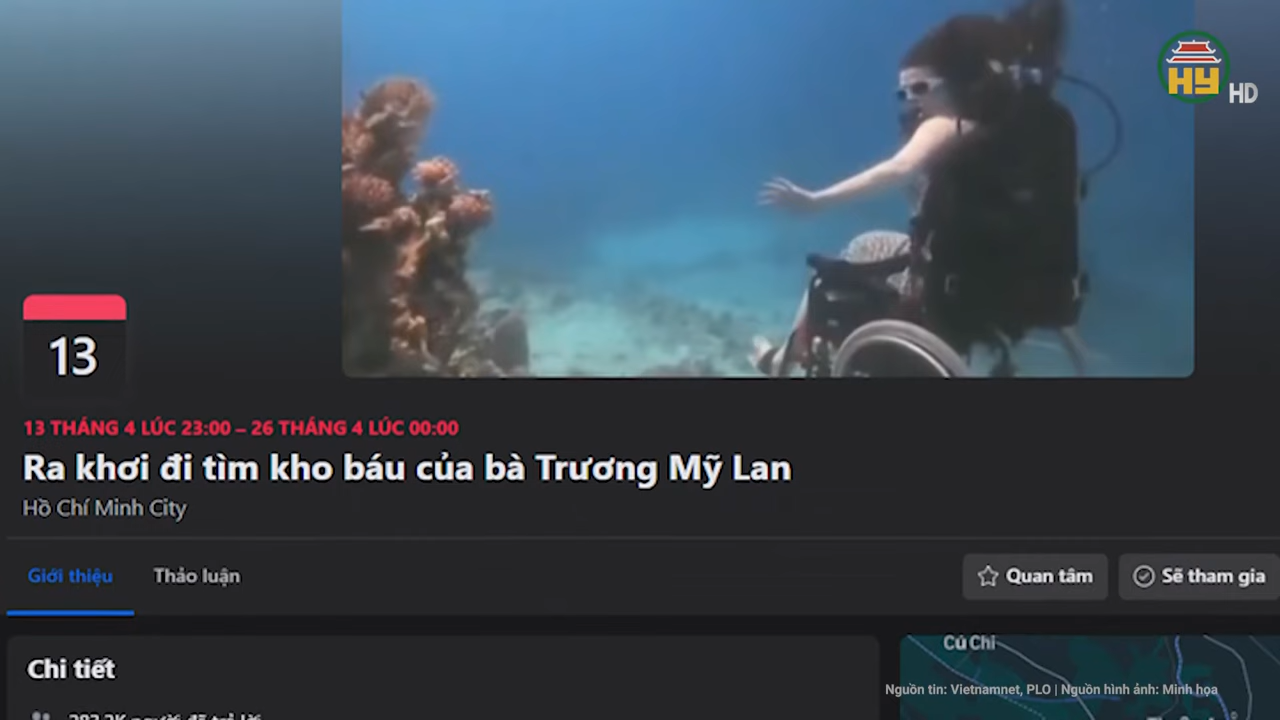 HY
HD
13
13 THÁNG 4 LÚC 23:00 – 26 THÁNG 4 LÚC 00:00
Ra khơi đi tìm kho báu của bà Trương Mỹ Lan
Hồ Chí Minh City
Giới thiệu
Thảo luận
Quan tâm
Sẽ tham gia
Chi tiết
Củ Chi
Nguồn tin: Vietnamnet, PLO | Nguồn hình ảnh: Minh họa